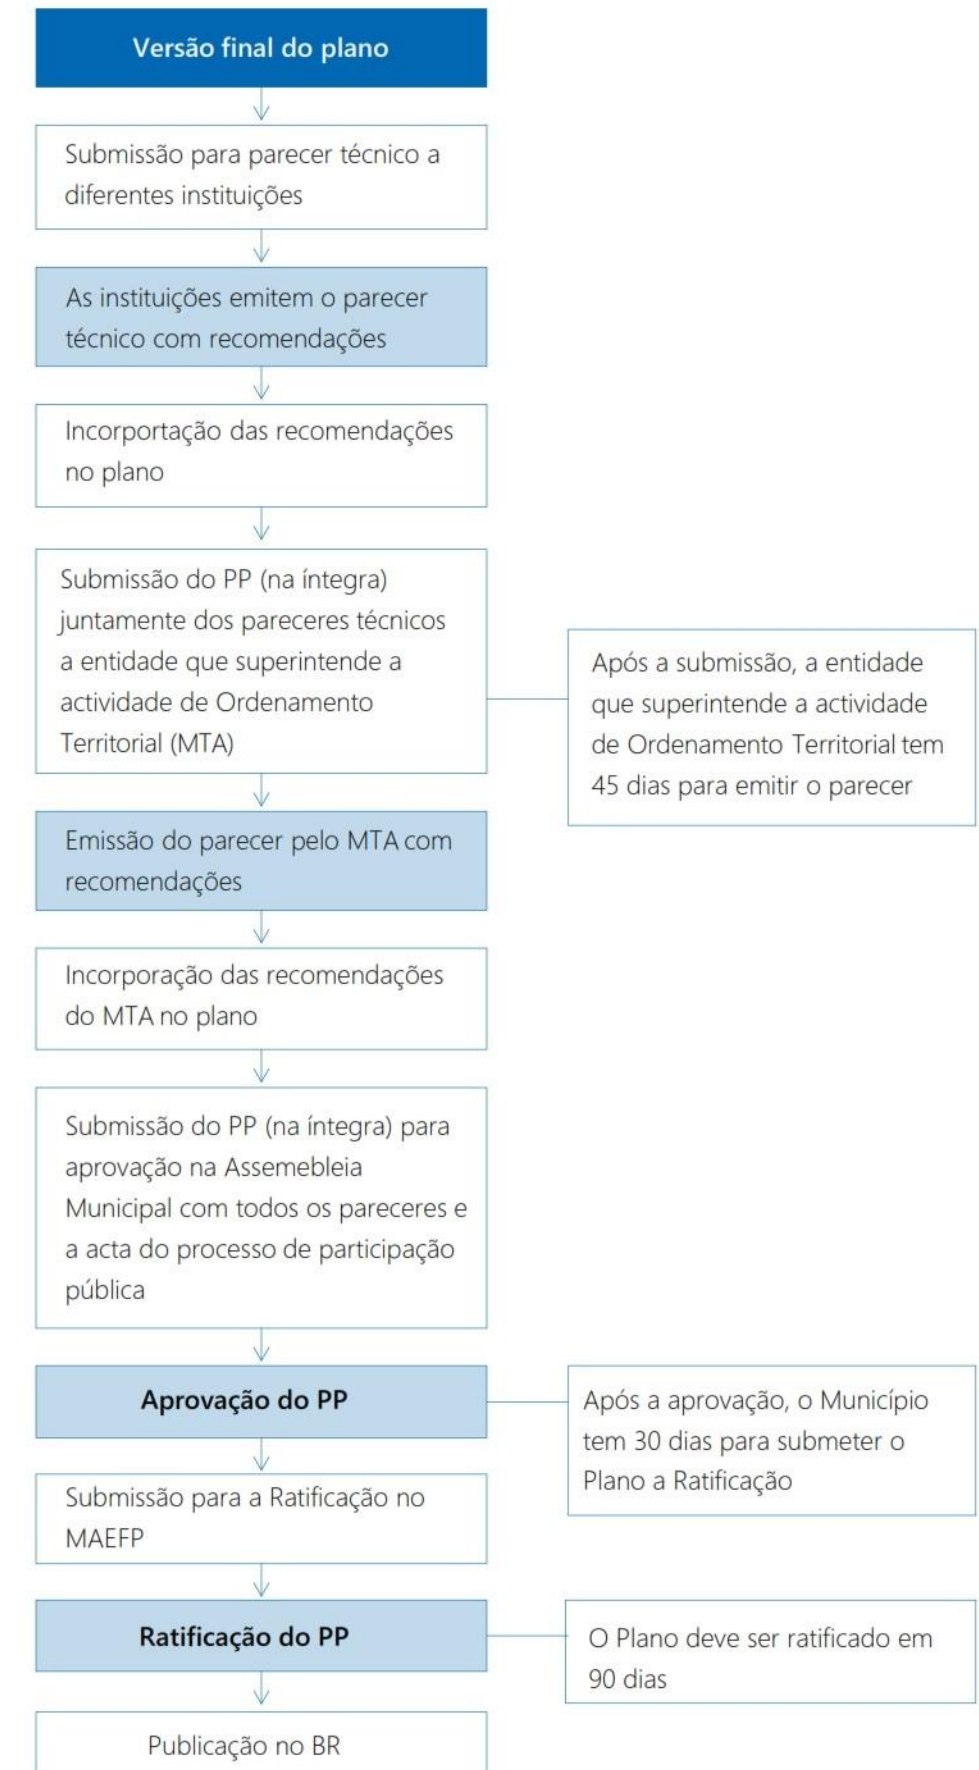 Versão final do plano
Submissão para parecer técnico a
diferentes instituições
As instituições emitem o parecer
técnico com recomendações
Incorportação das recomendações
no plano
Submissão do PP (na íntegra)
juntamente dos pareceres técnicos
a entidade que superintende a
actividade de Ordenamento
Territorial (MTA)
Após a submissão, a entidade
que superintende a actividade
de Ordenamento Territorial tem
45 dias para emitir o parecer
Emissão do parecer pelo MTA com
recomendações
Incorporação das recomendações
do MTA no plano
Submissão do PP (na íntegra) para
aprovação na Assemebleia
Municipal com todos os pareceres e
a acta do processo de participação
pública
Aprovação do PP
Após a aprovação, o Município
tem 30 dias para submeter o
Plano a Ratificação
Submissão para a Ratificação no
MAEFP
Ratificação do PP
O Plano deve ser ratificado em
90 dias
Publicação no BR